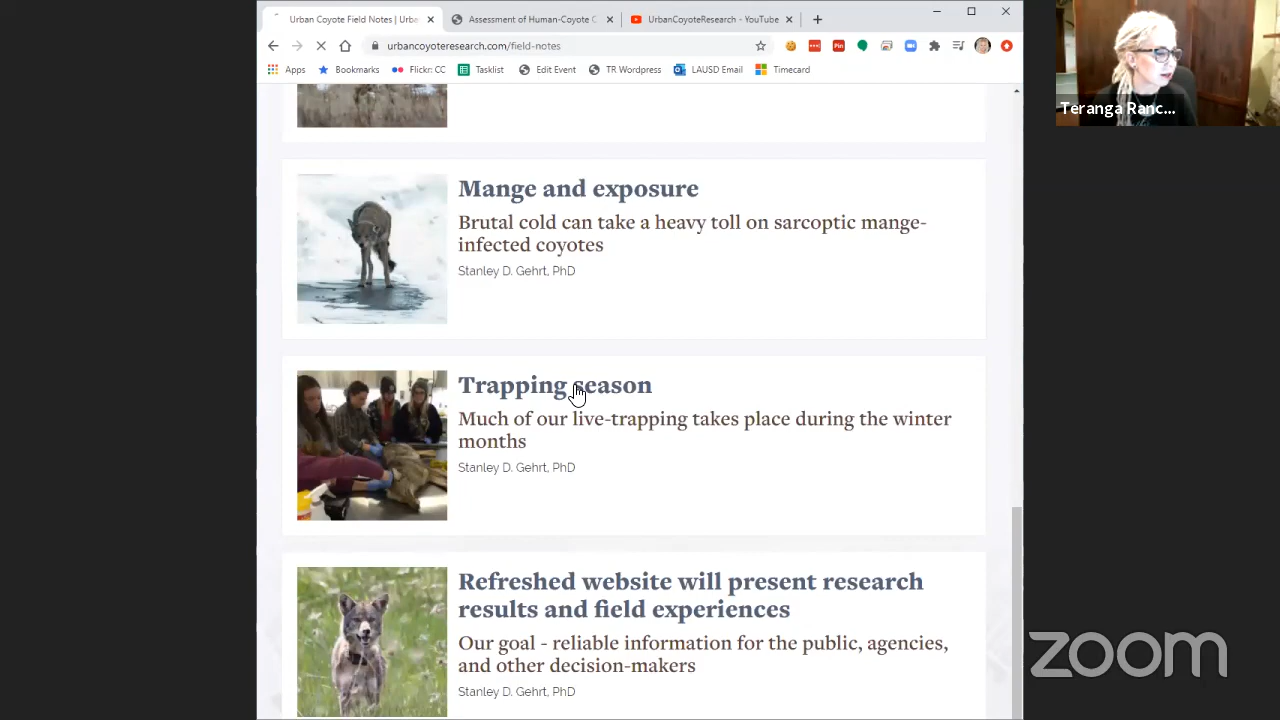 Urban Coyote Field Notes | Urba
Assessment of Human-Coyote C
UrbanCoyoteResearch - YouTube
urbancoyoteresearch.com/field-notes
Apps
Bookmarks
Flickr: CC
Tasklist
Edit Event
TR Wordpress
LAUSD Email
Timecard
Teranga Ranc...
Mange and exposure
Brutal cold can take a heavy toll on sarcoptic mange-
infected coyotes
Stanley D. Gehrt, PhD
Trapping season
Much of our live-trapping takes place during the winter
months
Stanley D. Gehrt, PhD
Refreshed website will present research
results and field experiences
Our goal - reliable information for the public, agencies,
and other decision-makers
Stanley D. Gehrt, PhD
zoom